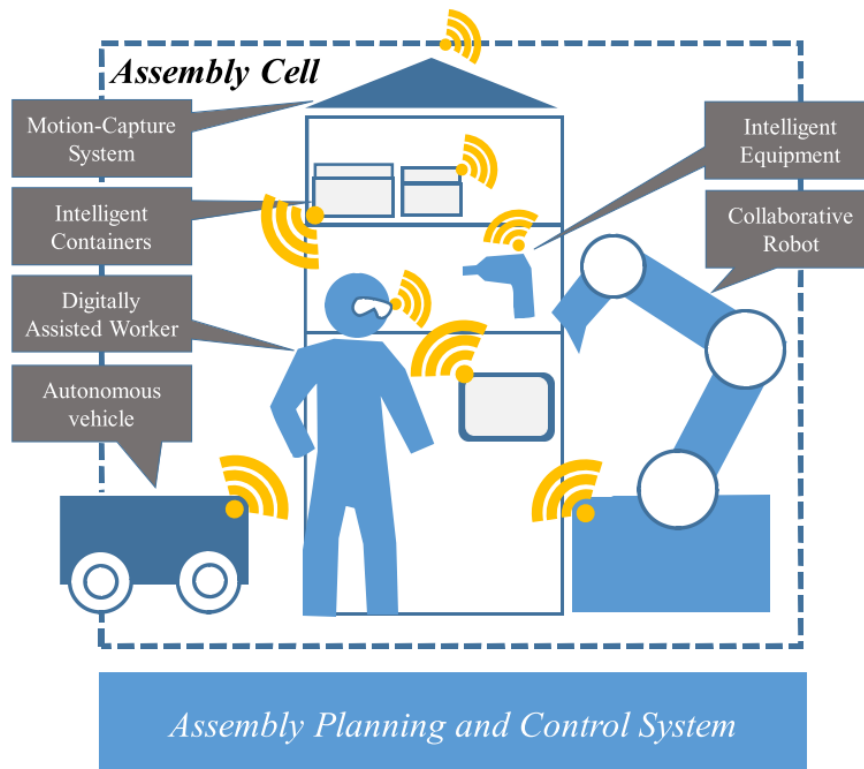 Assembly Cell
Motion-Capture
System
Intelligent
Containers
Digitally
Assisted Worker
Autonomous
vehicle
Intelligent
Equipment
Collaborative
Robot
Assembly Planning and Control System